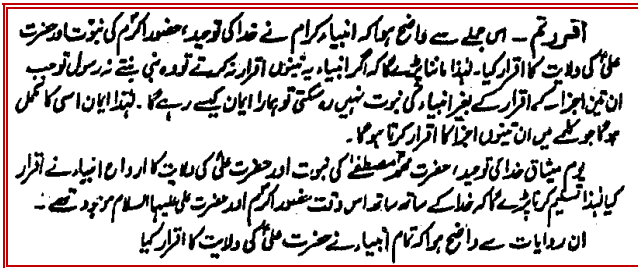 أقررتم ۔ اس جملے سے واضح ہوا کہ انبیاء کرام نے خدا کی توحید، حضور اکرمؐ کی نبوت اور حضرت
علیؑ کی ولایت کا اقرار کیا۔ لہٰذا ماننا پڑے گا کہ اگر انبیاء یہ تینوں اقرار نہ کرتے تو وہ نبی بنتے نہ رسول تو جب
ان تین اجزا کے اقرار کے بغیر انبیاءؑ کی نبوت نہیں رہ سکتی تو ہمارا ایمان کیسے رہے گا ۔ لہٰذا ایمان اسی کا مکمل
ہوگا جو کلمے میں ان تینوں اجزا کا اقرار کرتا ہوگا ۔
یوم میثاق خدا کی توحید، حضرت محمد مصطفےٰؐ کی نبوت اور حضرت علیؑ کی ولایت کا ارواح انبیاء نے اقرار
کیا لہٰذا تسلیم کرنا پڑے گا کہ خدا کے ساتھ ساتھ اس وقت حضور اکرمؐ اور حضرت علی علیہما السلام موجود تھے ۔
ان روایات سے واضح ہوا کہ تمام انبیاء نے حضرت علیؑ کی ولایت کا اقرار کیا